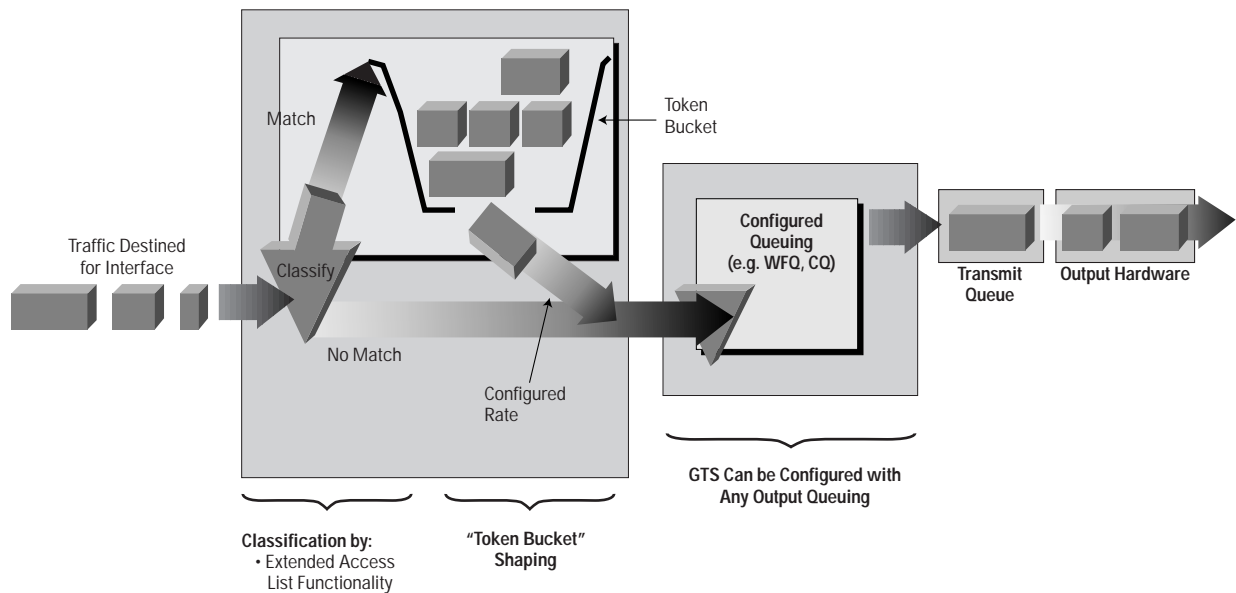 Match
Token
Bucket
Traffic Destined
for Interface
Classify
No Match
Configured
Rate
Configured
Queuing
(e.g. WFQ, CQ)
Transmit
Queue
Output Hardware
Classification by:
• Extended Access
List Functionality
“Token Bucket”
Shaping
GTS Can be Configured with
Any Output Queuing